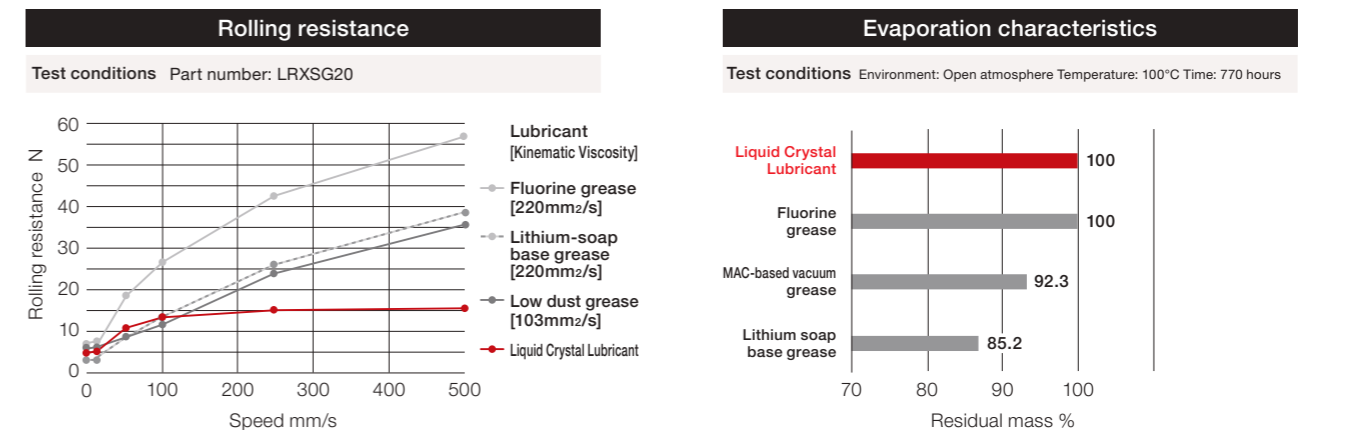 Rolling resistance
Test conditions Part number: LRXSG20
60
50
40
30
20
10
0
Rolling resistance N
0 100 200 300 400 500
Speed mm/s
Lubricant
[Kinematic Viscosity]
Fluorine grease
[220mm2/s]
Lithium-soap
base grease
[220mm2/s]
Low dust grease
[103mm2/s]
Liquid Crystal Lubricant
Evaporation characteristics
Test conditions Environment: Open atmosphere Temperature: 100°C Time: 770 hours
Liquid Crystal
Lubricant
100
Fluorine
grease
100
MAC-based vacuum
grease
92.3
Lithium soap
base grease
85.2
70 80 90 100
Residual mass %